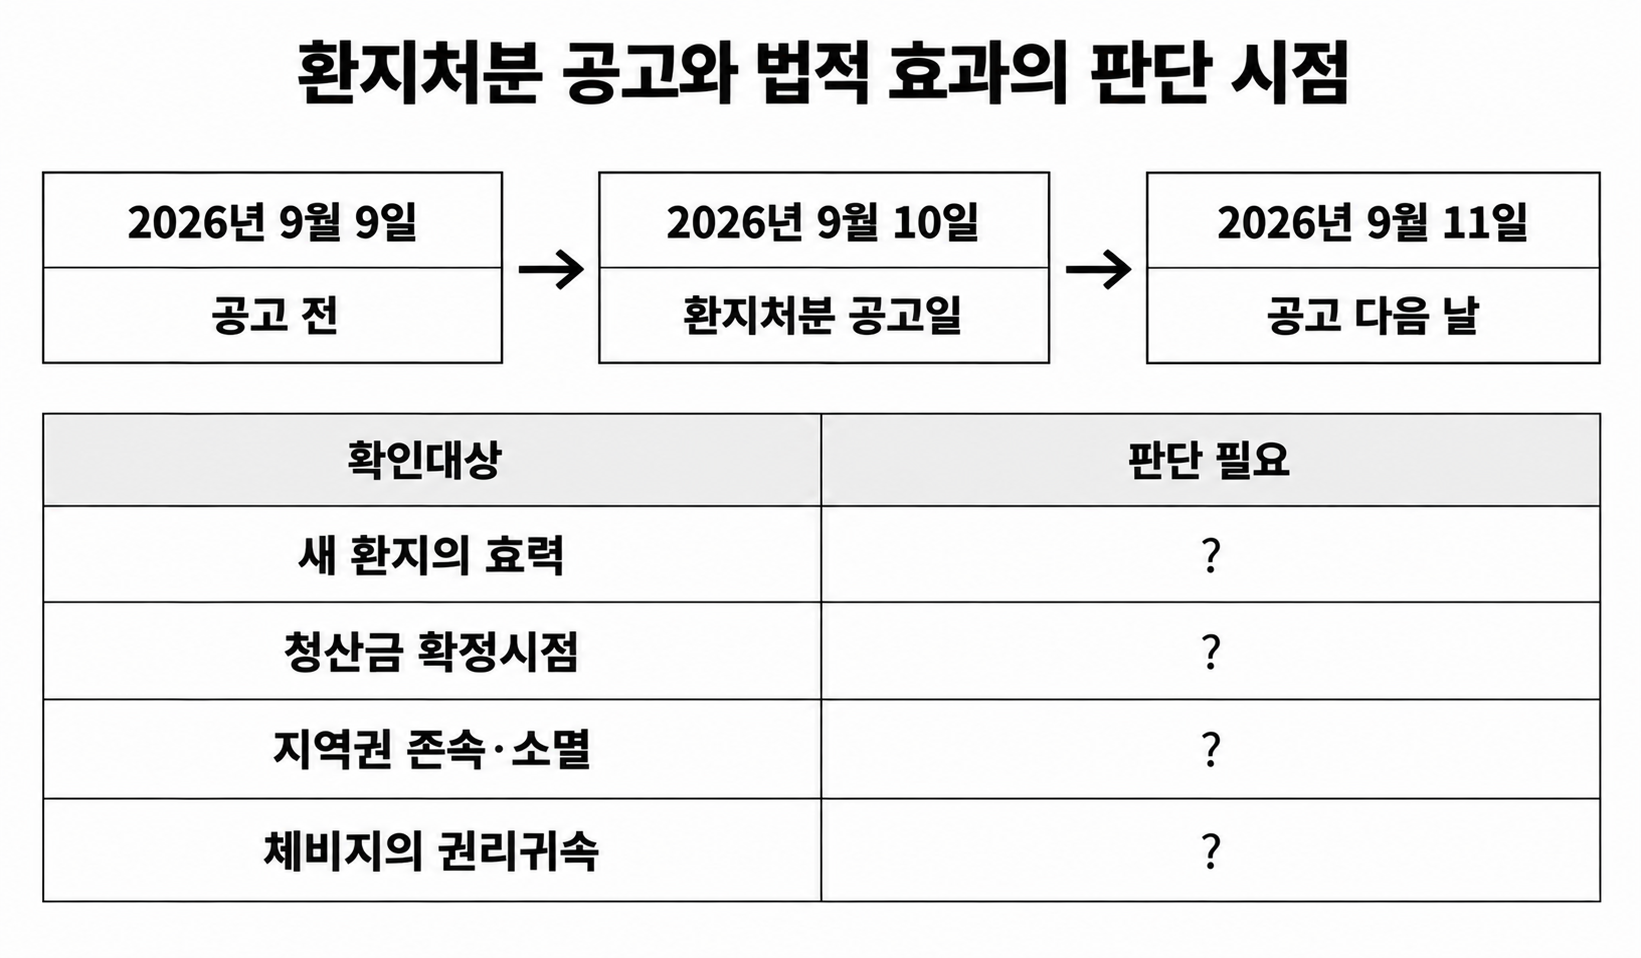 환지처분 공고와 법적 효과의 판단 시점
2026년 9월 9일
공고 전
→
2026년 9월 10일
환지처분 공고일
→
2026년 9월 11일
공고 다음 날
확인대상
판단 필요
새 환지의 효력
?
청산금 확정시점
?
지역권 존속·소멸
?
체비지의 권리귀속
?